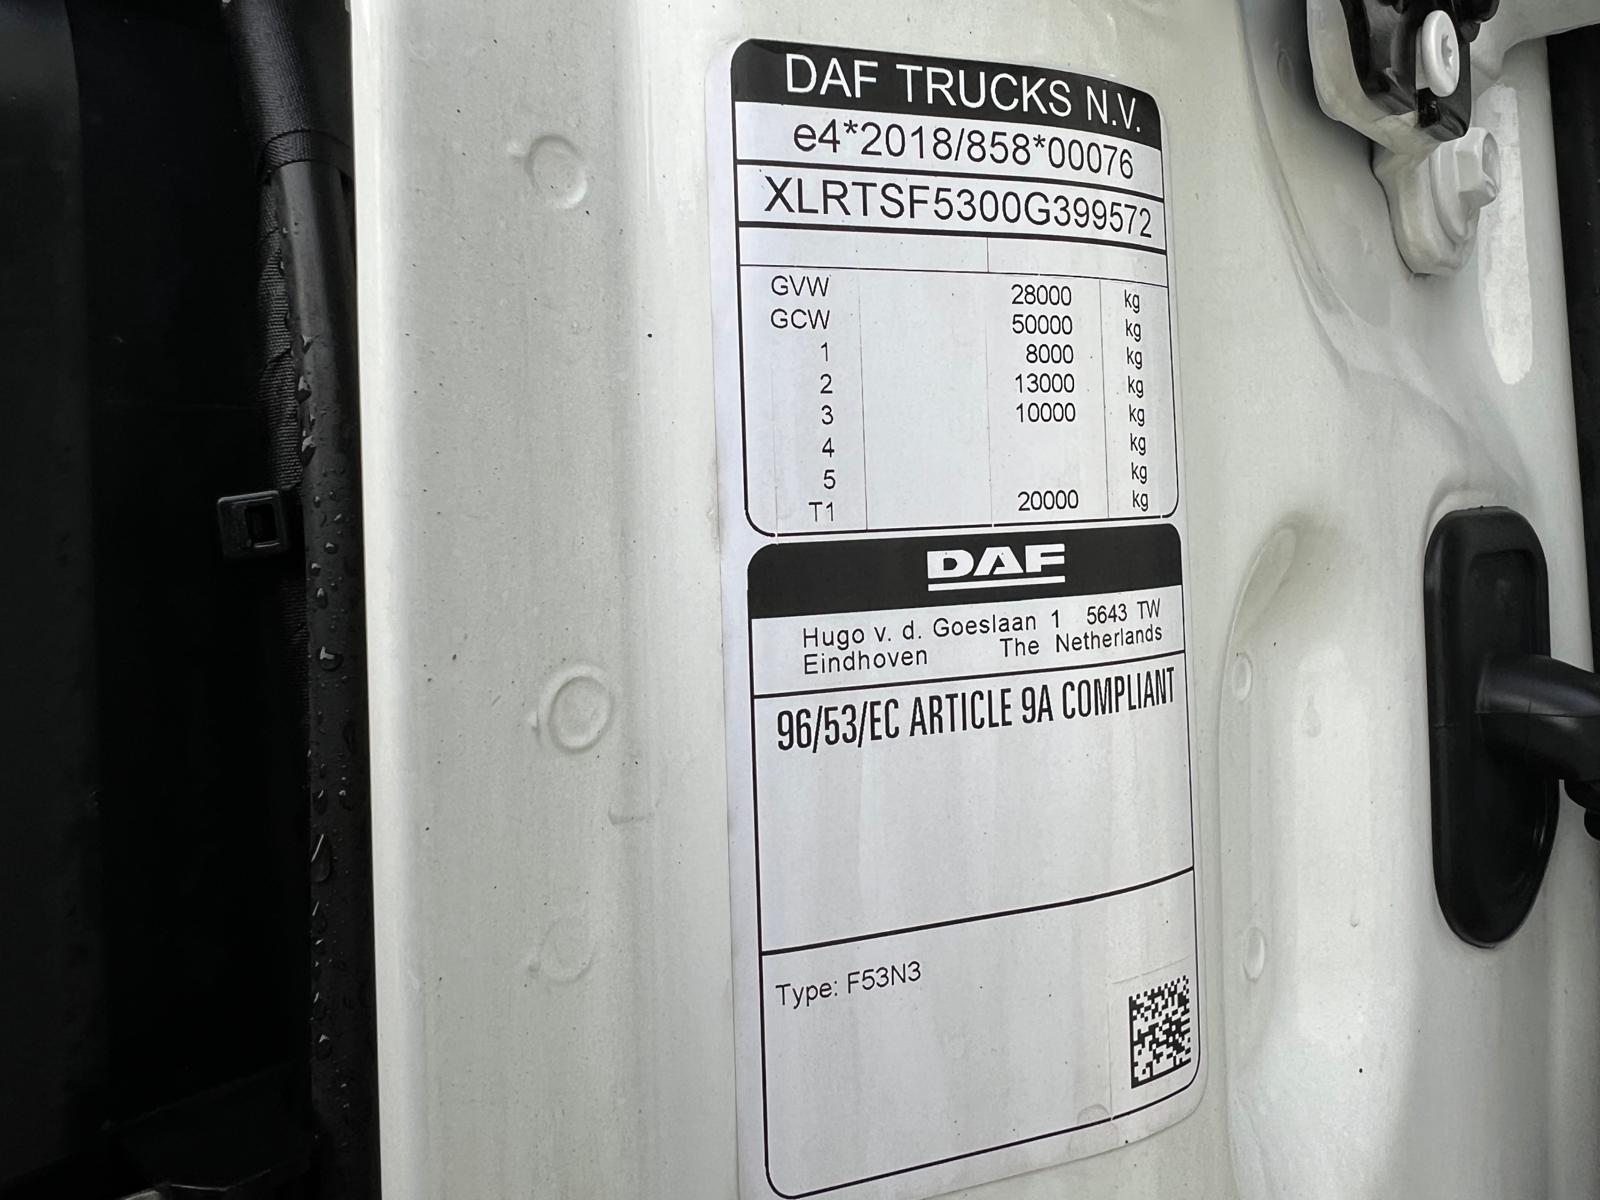 DAF TRUCKS N.V.
e4*2018/858*00076
XLRTSF5300G399572
GVW 28000 kg
GCW 50000 kg
1 8000 kg
2 13000 kg
3 10000 kg
4 kg
5 kg
T1 20000 kg
DAF
Hugo v. d. Goeslaan 1 5643 TW
Eindhoven The Netherlands
96/53/EC ARTICLE 9A COMPLIANT
Type: F53N3